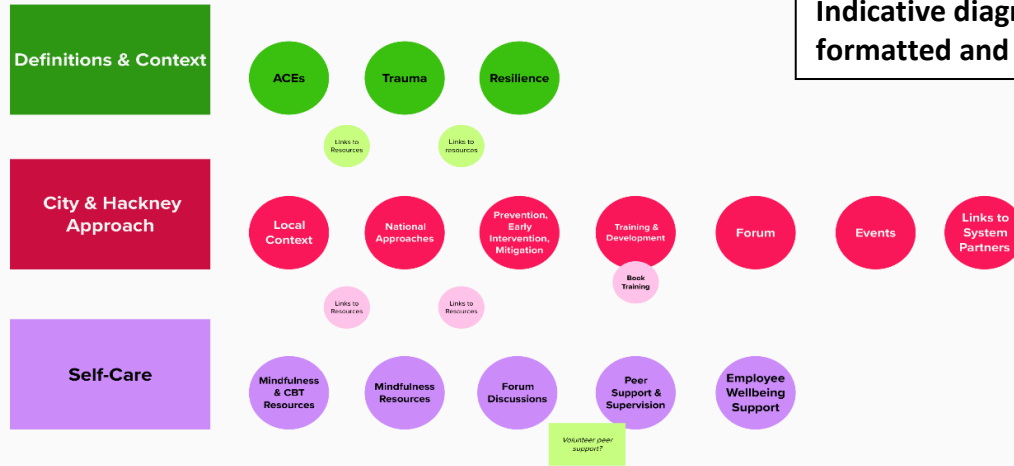 Indicative diagr
formatted and
Definitions & Context
ACEs
Trauma
Resilience
Links to
Resources
Links to
resources
City & Hackney
Approach
Local
Context
National
Approaches
Prevention,
Early
Intervention,
Mitigation
Training &
Development
Forum
Events
Links to
System
Partners
Book
Training
Links to
Resources
Links to
Resources
Self-Care
Mindfulness
& CBT
Resources
Mindfulness
Resources
Forum
Discussions
Peer
Support &
Supervision
Employee
Wellbeing
Support
Volunteer peer
support?